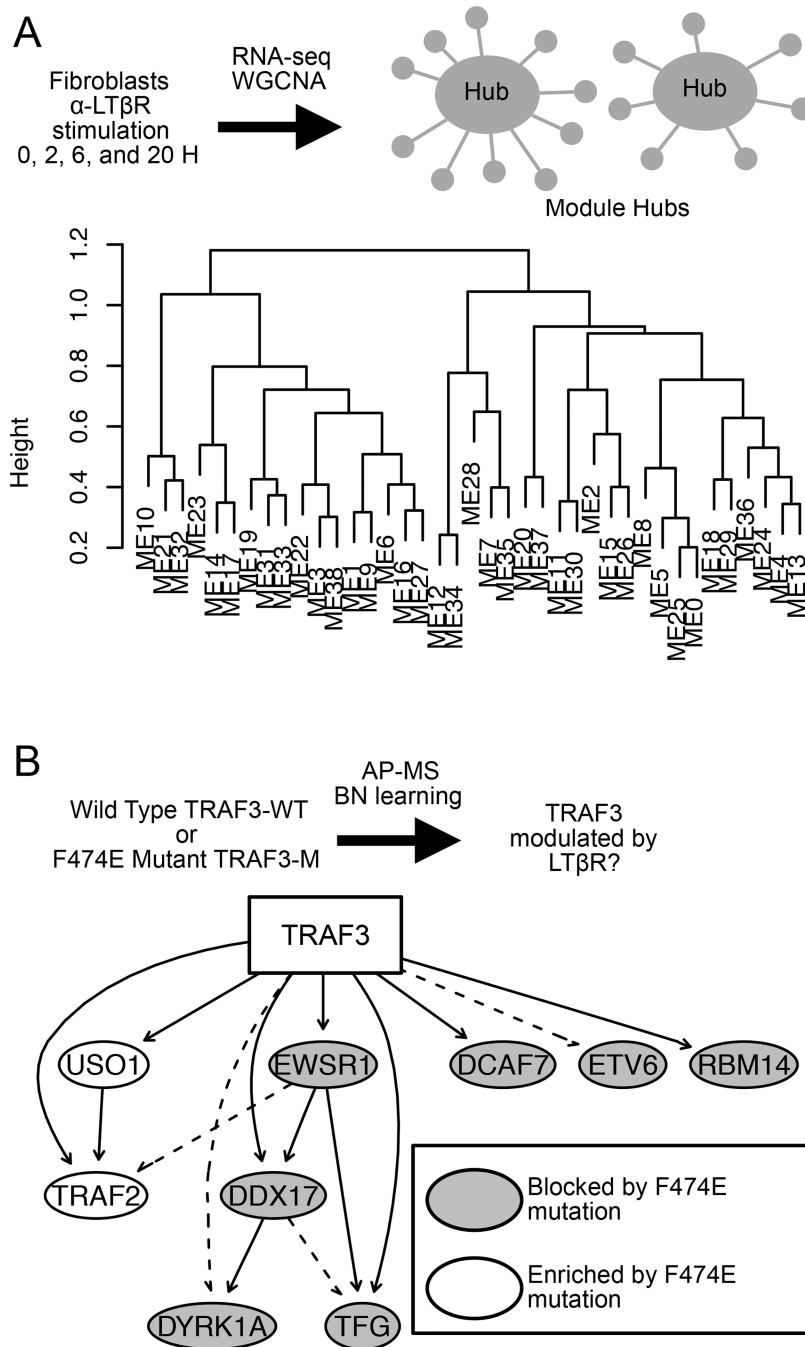 A
Fibroblasts
α-LTβR
stimulation
0, 2, 6, and 20 H
RNA-seq
WGCNA
Hub
Hub
Module Hubs
Height
1.2
1.0
0.8
0.6
0.4
0.2
ME10
ME21
ME32
ME23
ME14
ME17
ME19
ME31
ME33
ME22
ME3
ME38
ME1
ME9
ME6
ME16
ME27
ME12
ME34
ME28
ME7
ME35
ME20
ME37
ME11
ME30
ME2
ME15
ME26
ME8
ME5
ME25
ME0
ME18
ME29
ME36
ME24
ME4
ME13
B
Wild Type TRAF3-WT
or
F474E Mutant TRAF3-M
AP-MS
BN learning
TRAF3
modulated by
LTβR?
TRAF3
USO1
EWSR1
DCAF7
ETV6
RBM14
TRAF2
DDX17
DYRK1A
TFG
Blocked by F474E
mutation
Enriched by F474E
mutation